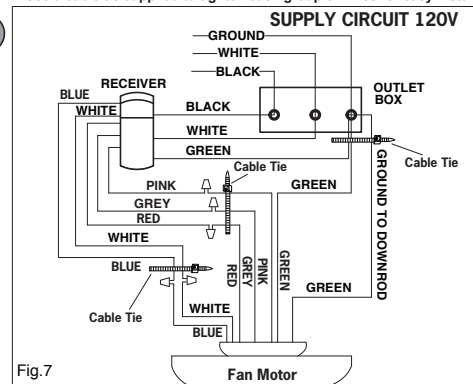 SUPPLY CIRCUIT 120V
GROUND
WHITE
BLACK
BLUE
RECEIVER
WHITE
BLACK
OUTLET
BOX
WHITE
GREEN
Cable Tie
Cable Tie
PINK
GREEN
GREY
RED
WHITE
GROUND TO DOWNROD
BLUE
RED
GREY
PINK
GREEN
GREEN
WHITE
Cable Tie
BLUE
Fig.7
Fan Motor